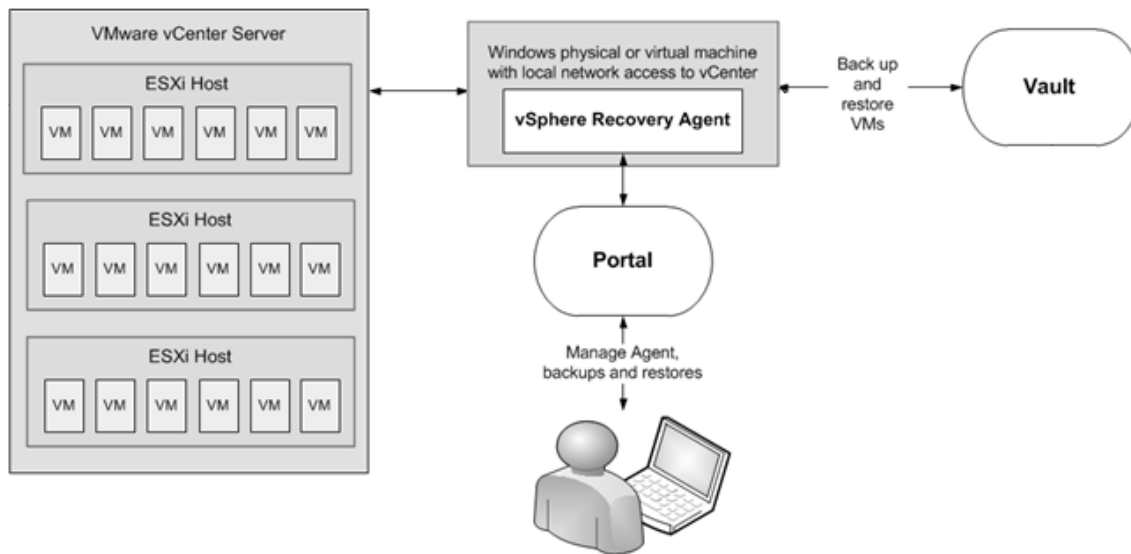 VMware vCenter Server
ESXi Host
VM VM VM VM VM VM
ESXi Host
VM VM VM VM VM VM
ESXi Host
VM VM VM VM VM VM
Windows physical or virtual machine
with local network access to vCenter
vSphere Recovery Agent
Back up
and
restore
VMs
Vault
Portal
Manage Agent,
backups and restores